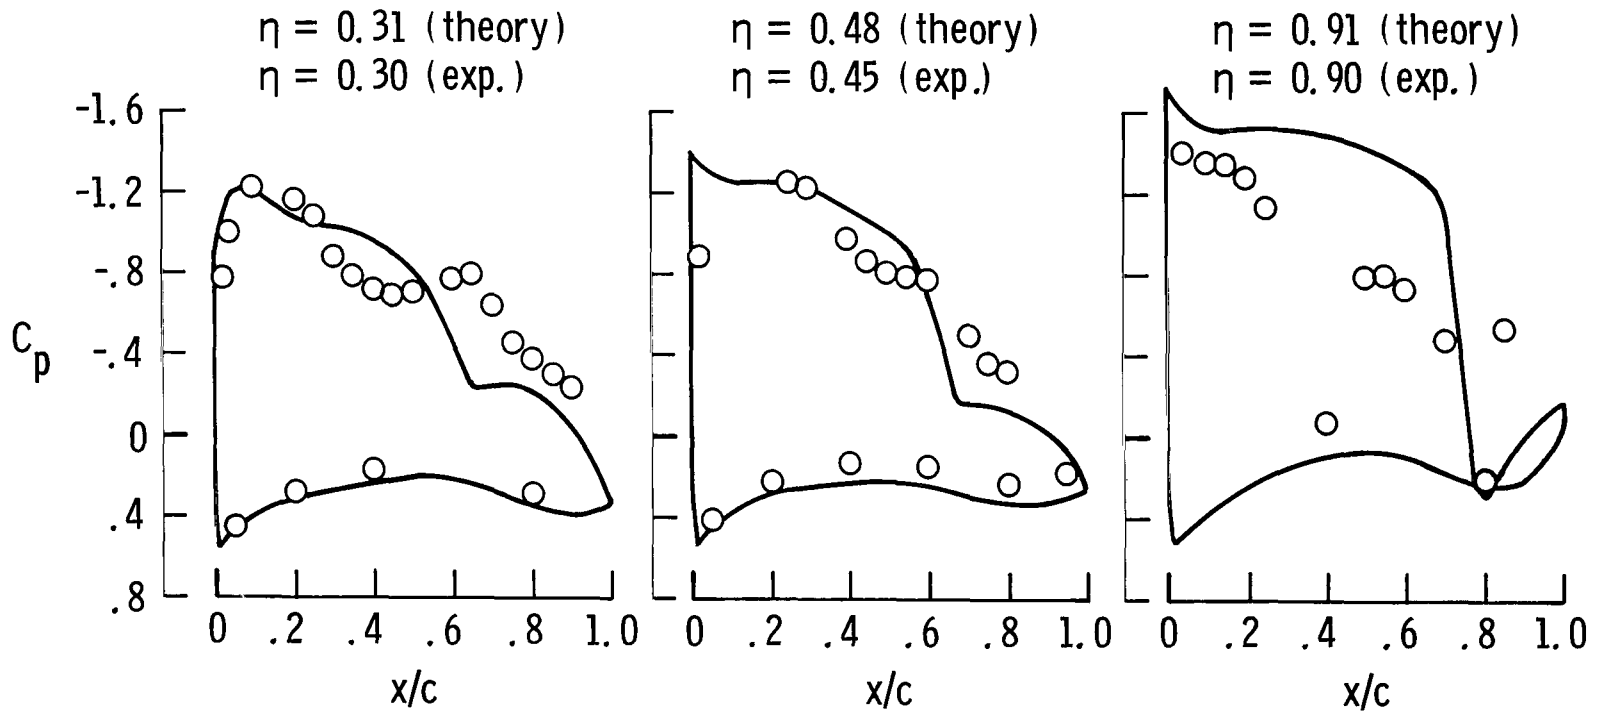 η = 0.31 (theory)
η = 0.30 (exp.)
η = 0.48 (theory)
η = 0.45 (exp.)
η = 0.91 (theory)
η = 0.90 (exp.)
-1.6
-1.2
-.8
-.4
0
.4
.8
Cp
0 .2 .4 .6 .8 1.0
0 .2 .4 .6 .8 1.0
0 .2 .4 .6 .8 1.0
x/c
x/c
x/c